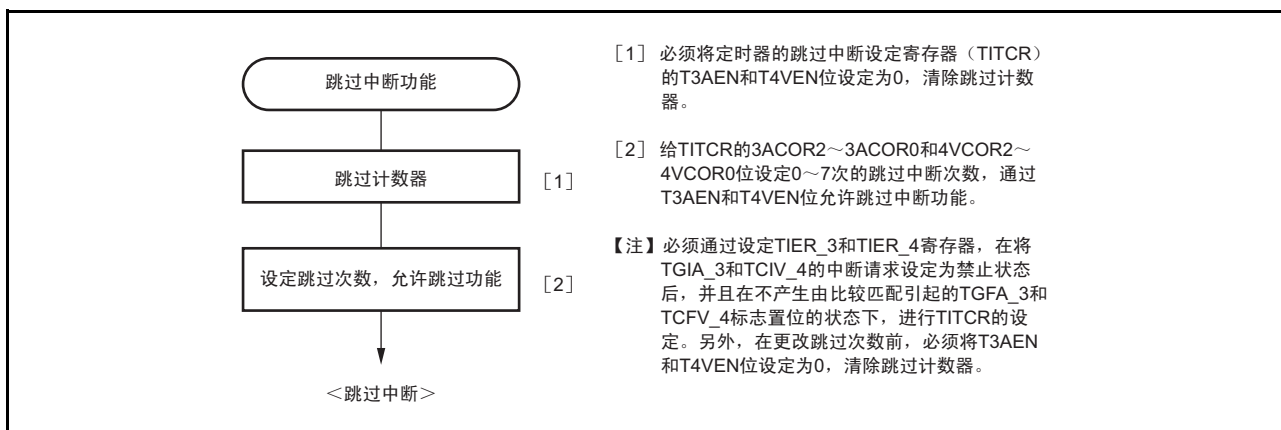 跳过中断功能
跳过计数器
[1]
设定跳过次数，允许跳过功能
[2]
＜跳过中断＞
[1] 必须将定时器的跳过中断设定寄存器（TITCR）
的T3AEN和T4VEN位设定为0，清除跳过计数
器。
[2] 给TITCR的3ACOR2～3ACOR0和4VCOR2～
4VCOR0位设定0～7次的跳过中断次数，通过
T3AEN和T4VEN位允许跳过中断功能。
【注】必须通过设定TIER_3和TIER_4寄存器，在将
TGIA_3和TCIV_4的中断请求设定为禁止状态
后，并且在不产生由比较匹配引起的TGFA_3和
TCFV_4标志置位的状态下，进行TITCR的设
定。另外，在更改跳过次数前，必须将T3AEN
和T4VEN位设定为0，清除跳过计数器。